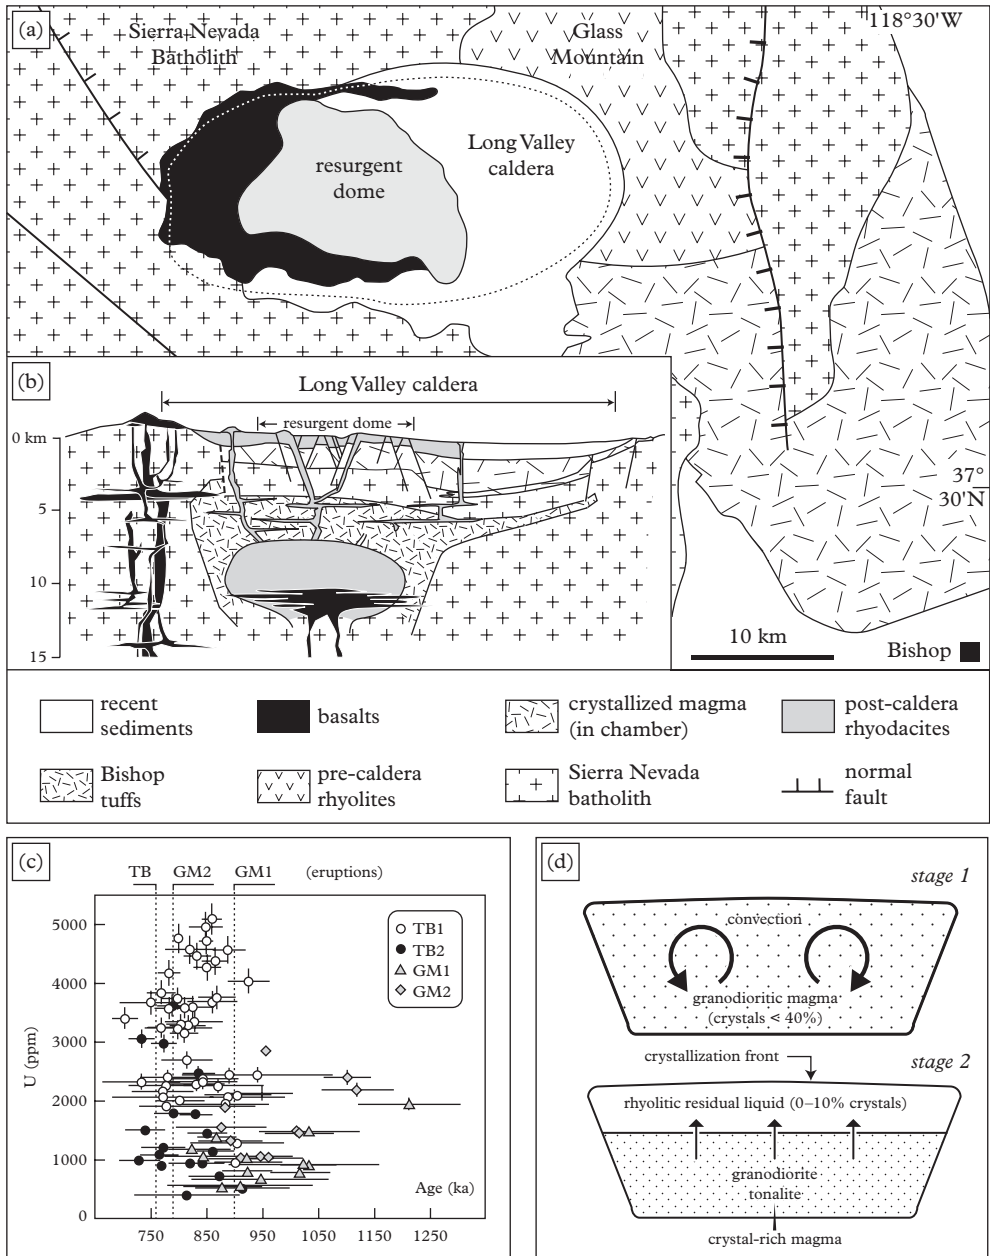 (a)
Sierra Nevada
Batholith
Glass
Mountain
118°30'W
Long Valley
caldera
resurgent
dome
37°
30'N
10 km
Bishop
(b)
Long Valley caldera
resurgent dome
0 km
5
10
15
recent
sediments
basalts
crystallized magma
(in chamber)
post-caldera
rhyodacites
Bishop
tuffs
pre-caldera
rhyolites
Sierra Nevada
batholith
normal
fault
(c)
TB
GM2
GM1
(eruptions)
5000
4000
3000
2000
1000
0
U (ppm)
TB1
TB2
GM1
GM2
Age (ka)
750
850
950
1050
1150
1250
(d)
stage 1
convection
granodioritic magma
(crystals < 40%)
crystallization front
stage 2
rhyolitic residual liquid (0–10% crystals)
granodiorite
tonalite
crystal-rich magma